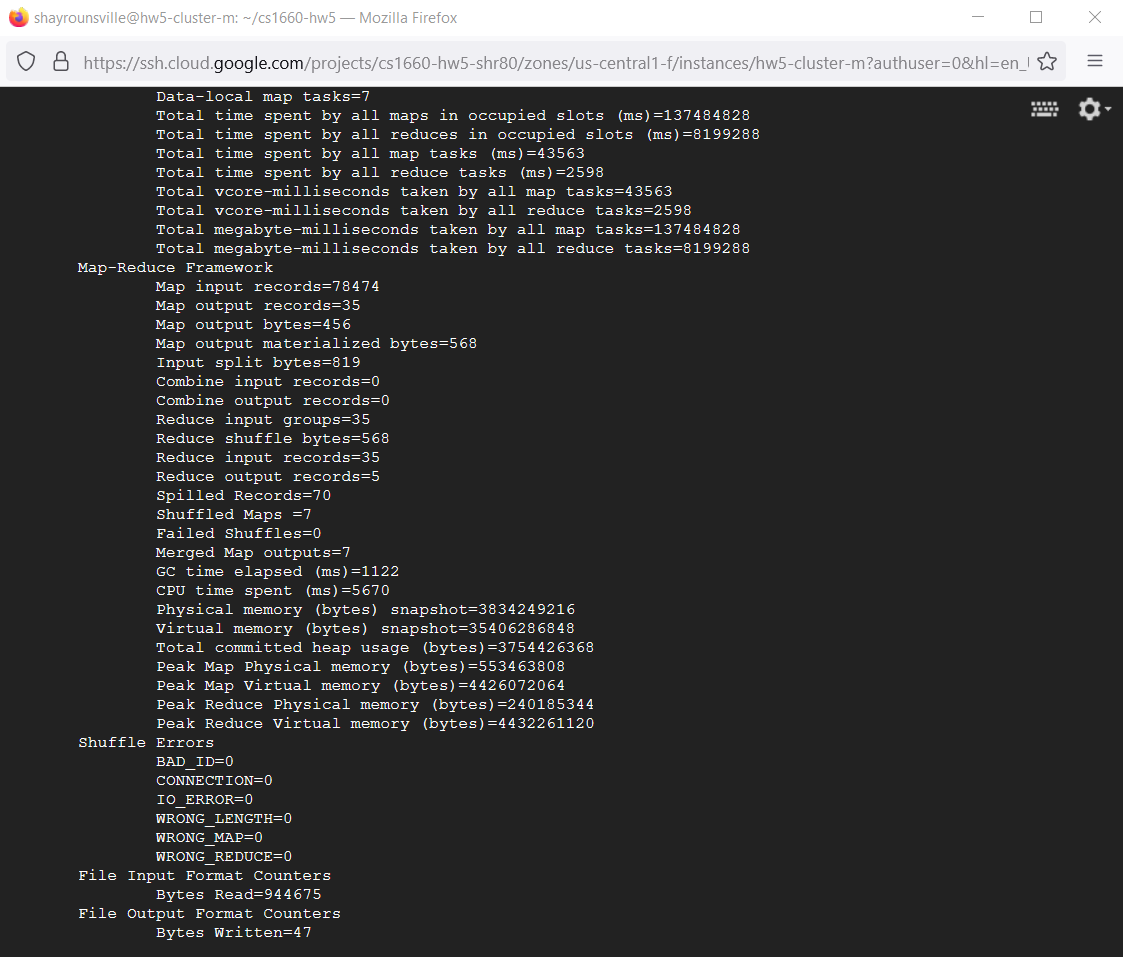 shayrounsville@hw5-cluster-m: ~/cs1660-hw5 — Mozilla Firefox
https://ssh.cloud.google.com/projects/cs1660-hw5-shr80/zones/us-central1-f/instances/hw5-cluster-m?authuser=0&hl=en_
Data-local map tasks=7
Total time spent by all maps in occupied slots (ms)=137484828
Total time spent by all reduces in occupied slots (ms)=8199288
Total time spent by all map tasks (ms)=43563
Total time spent by all reduce tasks (ms)=2598
Total vcore-milliseconds taken by all map tasks=43563
Total vcore-milliseconds taken by all reduce tasks=2598
Total megabyte-milliseconds taken by all map tasks=137484828
Total megabyte-milliseconds taken by all reduce tasks=8199288
Map-Reduce Framework
Map input records=78474
Map output records=35
Map output bytes=456
Map output materialized bytes=568
Input split bytes=819
Combine input records=0
Combine output records=0
Reduce input groups=35
Reduce shuffle bytes=568
Reduce input records=35
Reduce output records=5
Spilled Records=70
Shuffled Maps =7
Failed Shuffles=0
Merged Map outputs=7
GC time elapsed (ms)=1122
CPU time spent (ms)=5670
Physical memory (bytes) snapshot=3834249216
Virtual memory (bytes) snapshot=35406286848
Total committed heap usage (bytes)=3754426368
Peak Map Physical memory (bytes)=553463808
Peak Map Virtual memory (bytes)=4426072064
Peak Reduce Physical memory (bytes)=240185344
Peak Reduce Virtual memory (bytes)=4432261120
Shuffle Errors
BAD_ID=0
CONNECTION=0
IO_ERROR=0
WRONG_LENGTH=0
WRONG_MAP=0
WRONG_REDUCE=0
File Input Format Counters
Bytes Read=944675
File Output Format Counters
Bytes Written=47